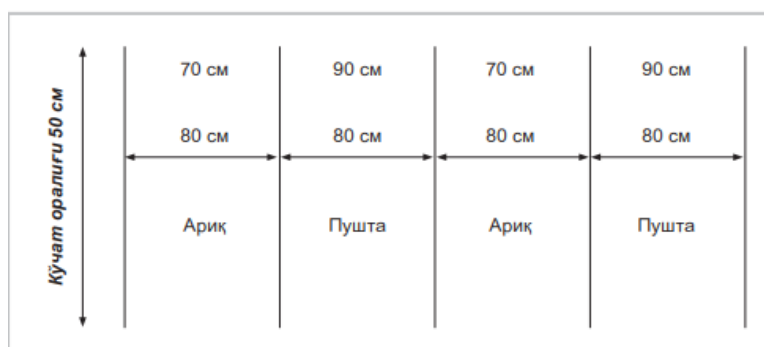 Кўчат оралиғи 50 см
70 см 90 см 70 см 90 см
80 см 80 см 80 см 80 см
Ариқ Пушта Ариқ Пушта